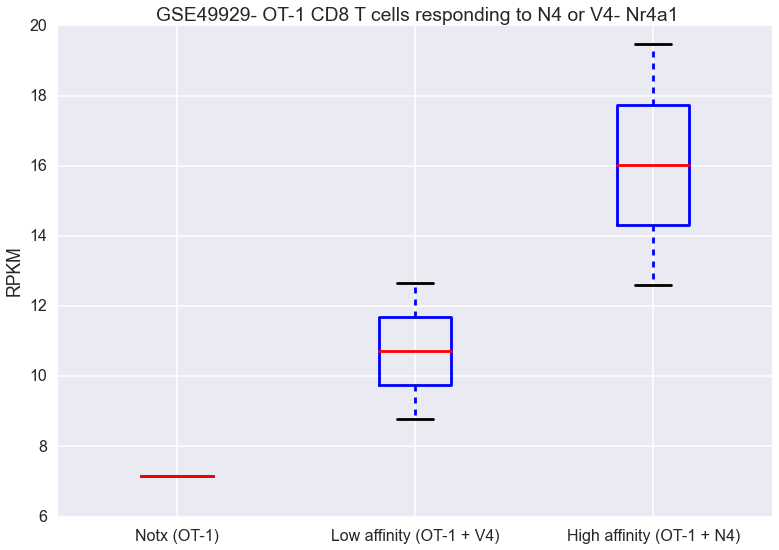 GSE49929- OT-1 CD8 T cells responding to N4 or V4- Nr4a1
20
18
16
14
12
10
8
6
RPKM
Notx (OT-1)
Low affinity (OT-1 + V4)
High affinity (OT-1 + N4)